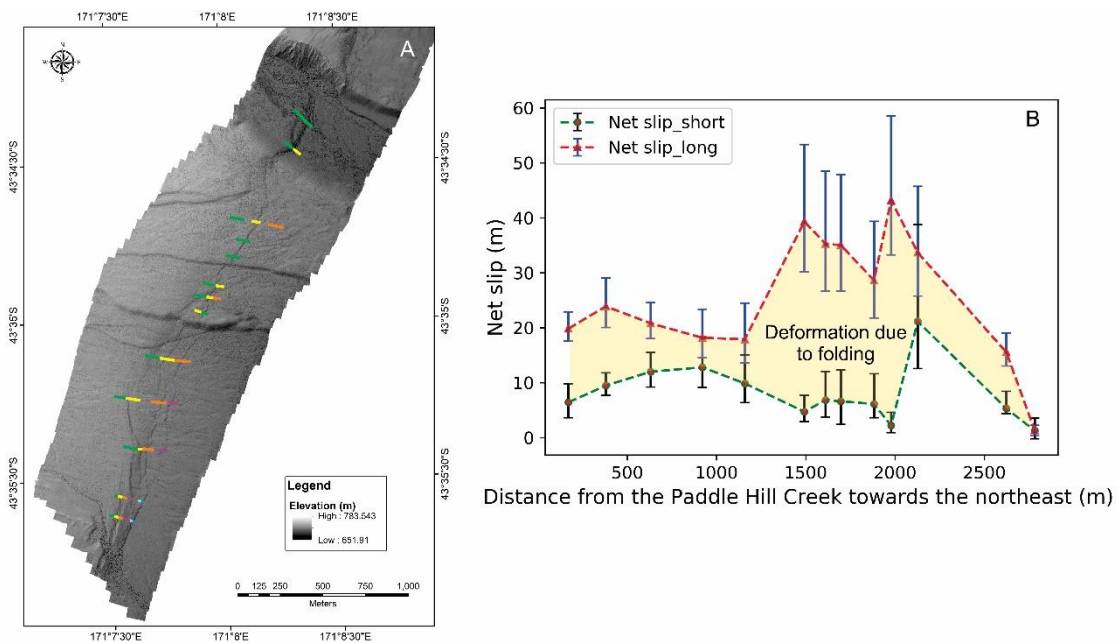 171°7'30"E 171°8'E 171°8'30"E
A
N
W E
S
43°34'30"S
43°34'30"S
43°35'S
43°35'S
43°35'30"S
43°35'30"S
Legend
Elevation (m)
High : 783.543
Low : 651.91
0 125 250 500 750 1,000
Meters
171°7'30"E 171°8'E 171°8'30"E
B
Net slip_short
Net slip_long
60
50
40
30
20
10
0
Net slip (m)
Deformation due
to folding
500 1000 1500 2000 2500
Distance from the Paddle Hill Creek towards the northeast (m)